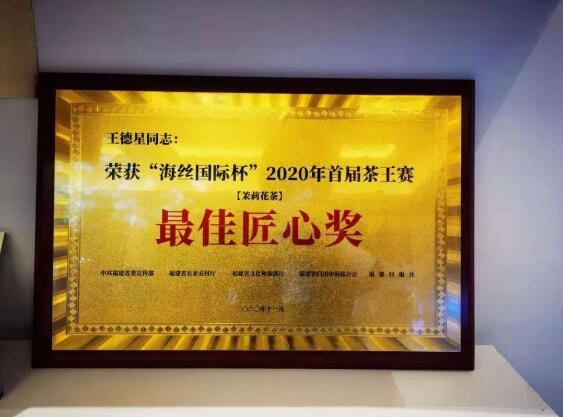 王德星同志：
荣获“海丝国际杯”2020年首届茶王赛
【茉莉花茶】
最佳匠心奖
中共福建省委宣传部 福建省农业农村厅 福建省文化和旅游厅 福建省归国华侨联合会 福建日报社
二〇二〇年十一月